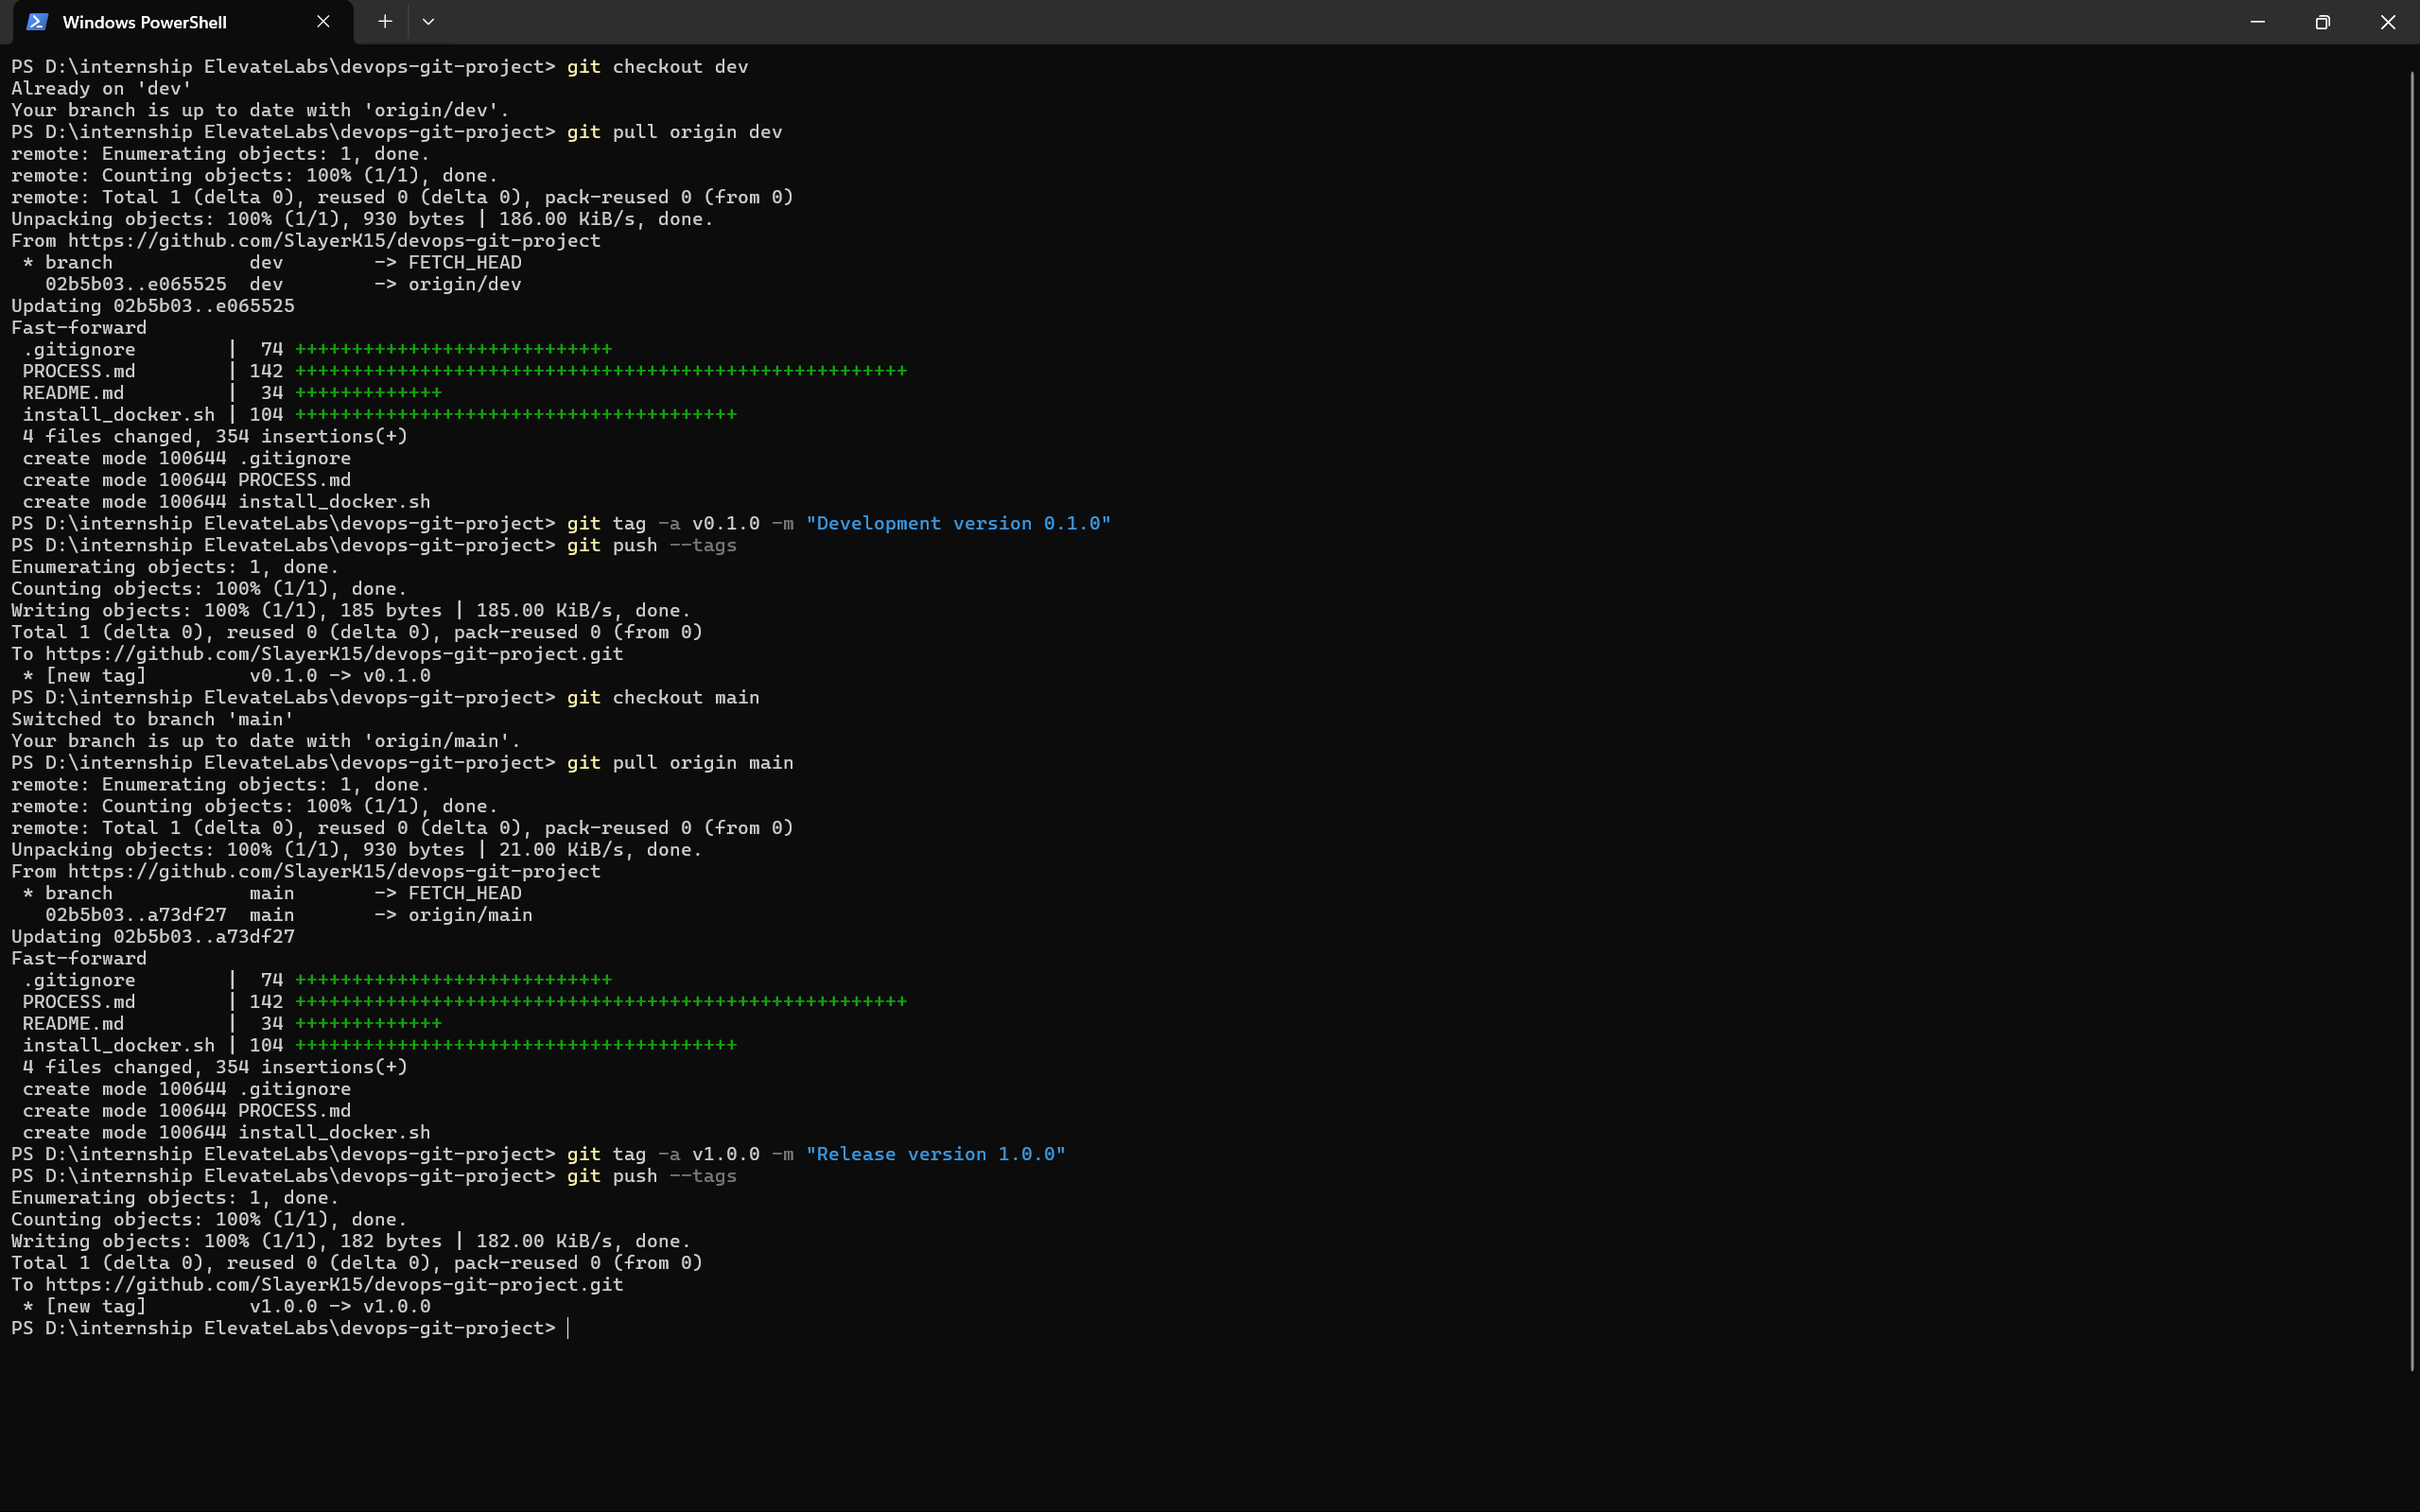 Windows PowerShell
PS D:\internship ElevateLabs\devops-git-project> git checkout dev
Already on 'dev'
Your branch is up to date with 'origin/dev'.
PS D:\internship ElevateLabs\devops-git-project> git pull origin dev
remote: Enumerating objects: 1, done.
remote: Counting objects: 100% (1/1), done.
remote: Total 1 (delta 0), reused 0 (delta 0), pack-reused 0 (from 0)
Unpacking objects: 100% (1/1), 930 bytes | 186.00 KiB/s, done.
From https://github.com/SlayerK15/devops-git-project
 * branch            dev        -> FETCH_HEAD
   02b5b03..e065525  dev        -> origin/dev
Updating 02b5b03..e065525
Fast-forward
 .gitignore        |  74 ++++++++++++++++++++++++++++
 PROCESS.md        | 142 ++++++++++++++++++++++++++++++++++++++++++++++++++++++
 README.md         |  34 +++++++++++++
 install_docker.sh | 104 +++++++++++++++++++++++++++++++++++++++
 4 files changed, 354 insertions(+)
 create mode 100644 .gitignore
 create mode 100644 PROCESS.md
 create mode 100644 install_docker.sh
PS D:\internship ElevateLabs\devops-git-project> git tag -a v0.1.0 -m "Development version 0.1.0"
PS D:\internship ElevateLabs\devops-git-project> git push --tags
Enumerating objects: 1, done.
Counting objects: 100% (1/1), done.
Writing objects: 100% (1/1), 185 bytes | 185.00 KiB/s, done.
Total 1 (delta 0), reused 0 (delta 0), pack-reused 0 (from 0)
To https://github.com/SlayerK15/devops-git-project.git
 * [new tag]         v0.1.0 -> v0.1.0
PS D:\internship ElevateLabs\devops-git-project> git checkout main
Switched to branch 'main'
Your branch is up to date with 'origin/main'.
PS D:\internship ElevateLabs\devops-git-project> git pull origin main
remote: Enumerating objects: 1, done.
remote: Counting objects: 100% (1/1), done.
remote: Total 1 (delta 0), reused 0 (delta 0), pack-reused 0 (from 0)
Unpacking objects: 100% (1/1), 930 bytes | 21.00 KiB/s, done.
From https://github.com/SlayerK15/devops-git-project
 * branch            main       -> FETCH_HEAD
   02b5b03..a73df27  main       -> origin/main
Updating 02b5b03..a73df27
Fast-forward
 .gitignore        |  74 ++++++++++++++++++++++++++++
 PROCESS.md        | 142 ++++++++++++++++++++++++++++++++++++++++++++++++++++++
 README.md         |  34 +++++++++++++
 install_docker.sh | 104 +++++++++++++++++++++++++++++++++++++++
 4 files changed, 354 insertions(+)
 create mode 100644 .gitignore
 create mode 100644 PROCESS.md
 create mode 100644 install_docker.sh
PS D:\internship ElevateLabs\devops-git-project> git tag -a v1.0.0 -m "Release version 1.0.0"
PS D:\internship ElevateLabs\devops-git-project> git push --tags
Enumerating objects: 1, done.
Counting objects: 100% (1/1), done.
Writing objects: 100% (1/1), 182 bytes | 182.00 KiB/s, done.
Total 1 (delta 0), reused 0 (delta 0), pack-reused 0 (from 0)
To https://github.com/SlayerK15/devops-git-project.git
 * [new tag]         v1.0.0 -> v1.0.0
PS D:\internship ElevateLabs\devops-git-project>